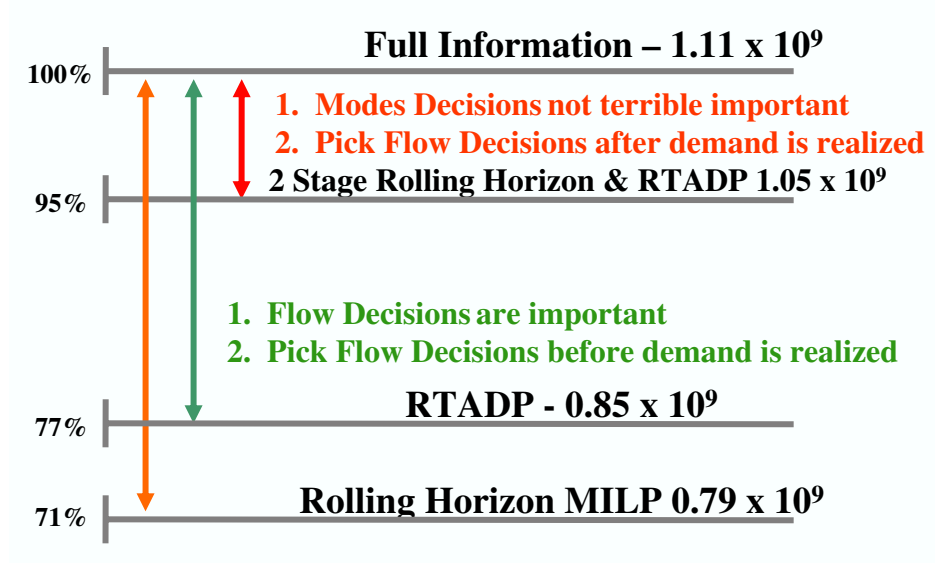 Full Information – 1.11 x 10⁹
100%
1. Modes Decisions not terrible important
2. Pick Flow Decisions after demand is realized
2 Stage Rolling Horizon & RTADP 1.05 x 10⁹
95%
1. Flow Decisions are important
2. Pick Flow Decisions before demand is realized
RTADP - 0.85 x 10⁹
77%
Rolling Horizon MILP 0.79 x 10⁹
71%